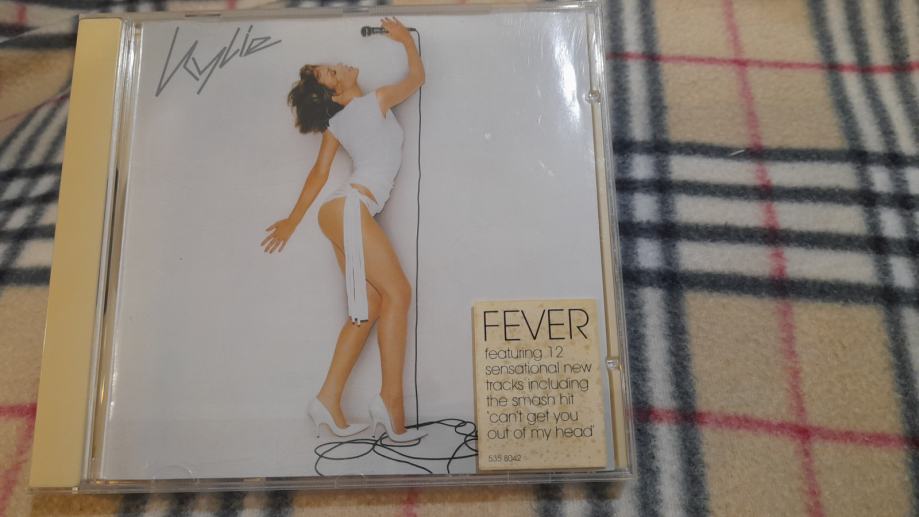 Kylie
FEVER
featuring 12
sensational new
tracks including
the smash hit
'can't get you
out of my head'
535 8042